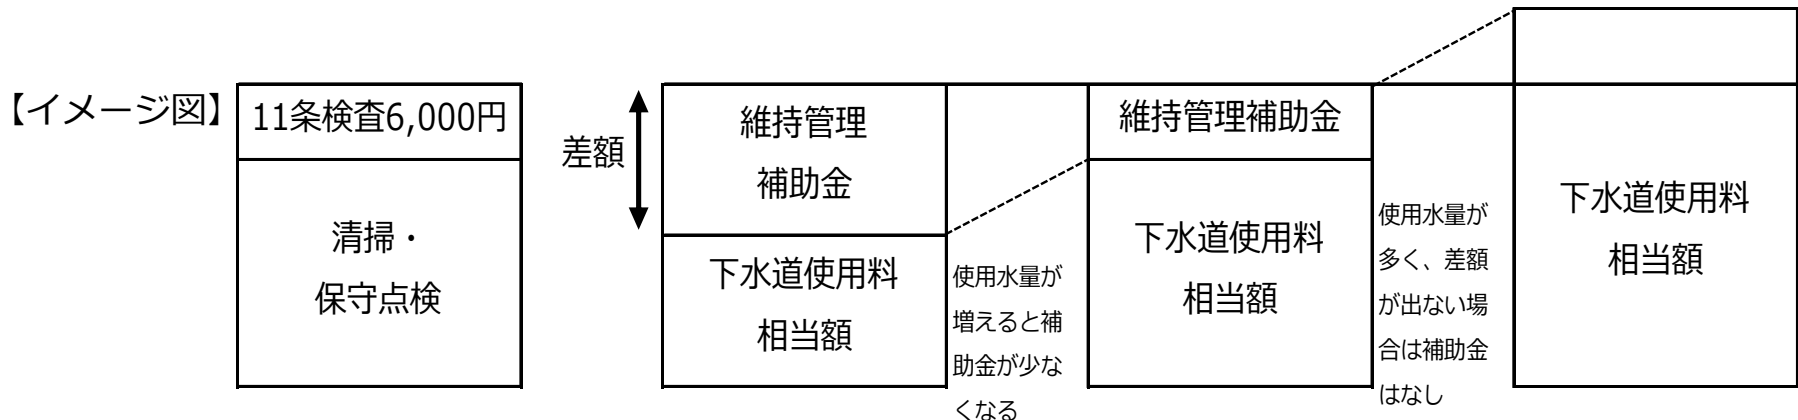 【イメージ図】
11条検査6,000円
清掃・
保守点検
差額
維持管理
補助金
下水道使用料
相当額
使用水量が
増えると補
助金が少な
くなる
維持管理補助金
下水道使用料
相当額
使用水量が
多く、差額
が出ない場
合は補助金
はなし
下水道使用料
相当額